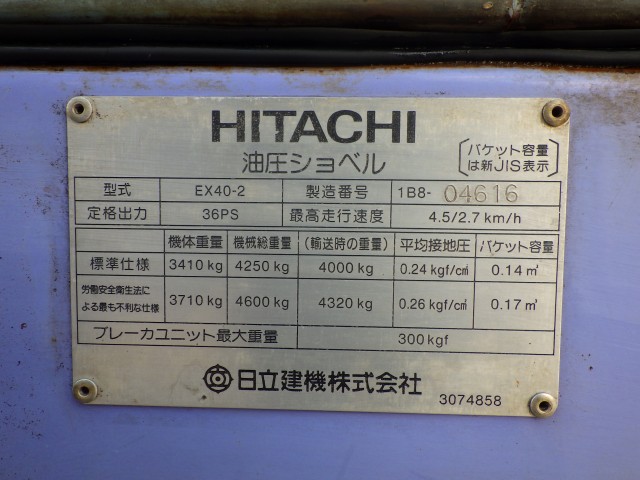 HITACHI
油圧ショベル
バケット容量
は新JIS表示
型式 EX40-2 製造番号 1B8-04616
定格出力 36PS 最高走行速度 4.5/2.7 km/h
機体重量 機械総重量 (輸送時の重量) 平均接地圧 バケット容量
標準仕様 3410 kg 4250 kg 4000 kg 0.24 kgf/c㎡ 0.14 ㎥
労働安全衛生法に
よる最も不利な仕様 3710 kg 4600 kg 4320 kg 0.26 kgf/c㎡ 0.17 ㎥
ブレーカユニット最大重量 300 kgf
日立建機株式会社
3074858